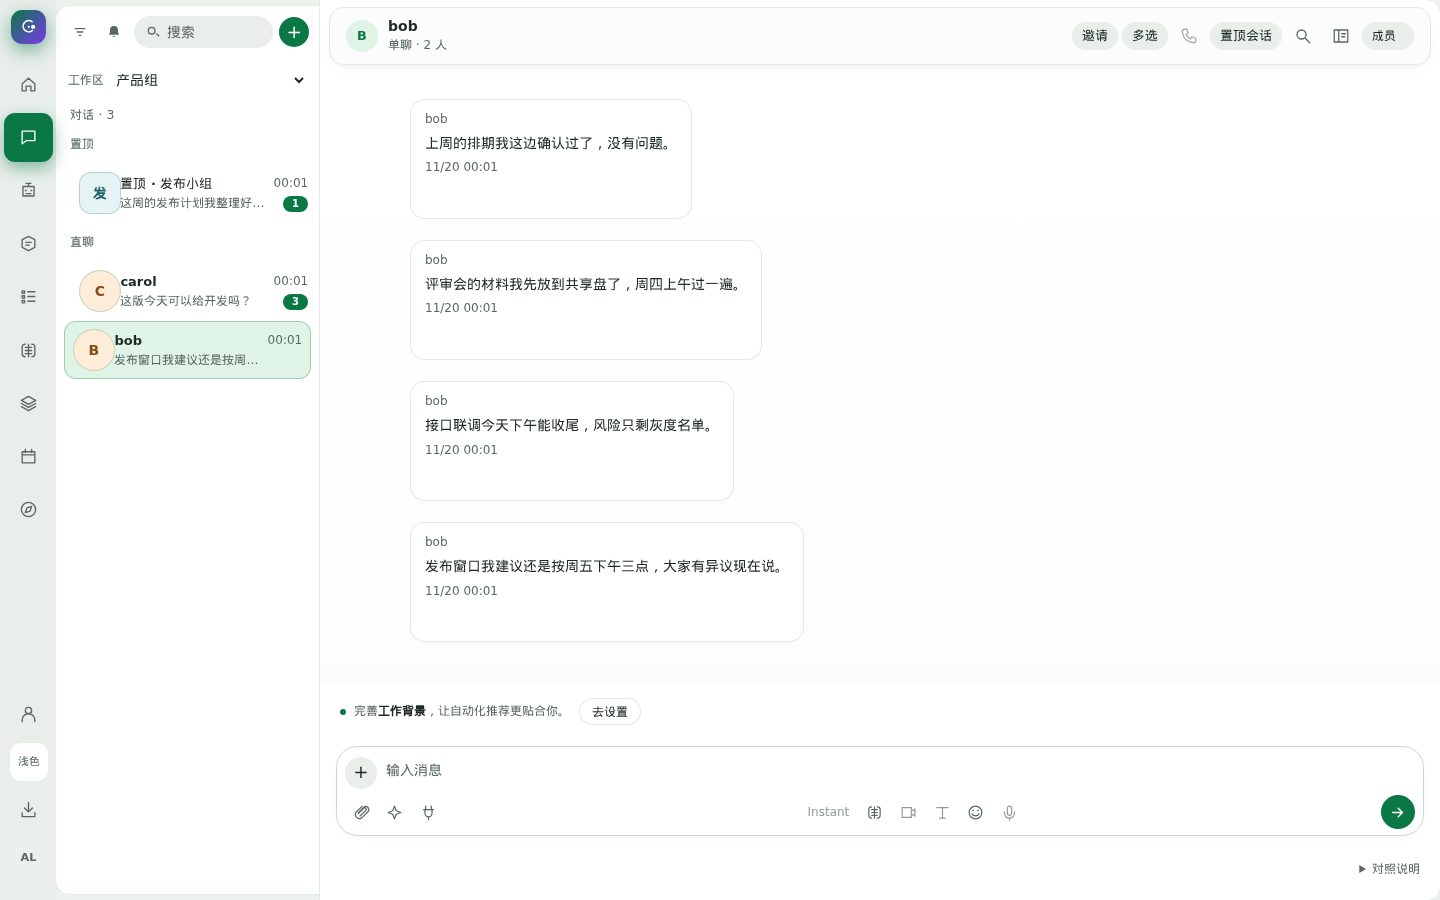 搜索
工作区 产品组
对话 · 3
置顶
发
置顶 · 发布小组 00:01
这周的发布计划我整理好… 1
直聊
C
carol 00:01
这版今天可以给开发吗？ 3
B
bob 00:01
发布窗口我建议还是按周…
浅色
AL
B
bob
单聊 · 2 人
邀请 多选 置顶会话 成员
bob
上周的排期我这边确认过了，没有问题。
11/20 00:01
bob
评审会的材料我先放到共享盘了，周四上午过一遍。
11/20 00:01
bob
接口联调今天下午能收尾，风险只剩灰度名单。
11/20 00:01
bob
发布窗口我建议还是按周五下午三点，大家有异议现在说。
11/20 00:01
完善工作背景，让自动化推荐更贴合你。 去设置
输入消息
Instant
对照说明